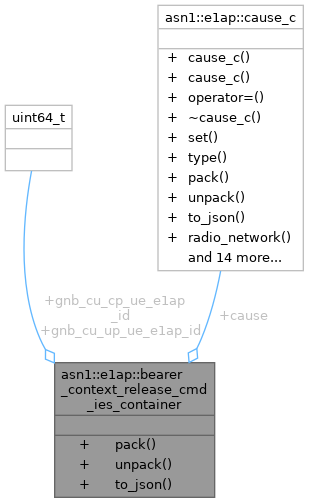 asn1::e1ap::cause_c
+ cause_c()
+ cause_c()
+ operator=()
+ ~cause_c()
+ set()
+ type()
+ pack()
+ unpack()
+ to_json()
+ radio_network()
and 14 more...
uint64_t
+gnb_cu_cp_ue_e1ap
_id
+gnb_cu_up_ue_e1ap_id
+cause
asn1::e1ap::bearer
_context_release_cmd
_ies_container
+ pack()
+ unpack()
+ to_json()